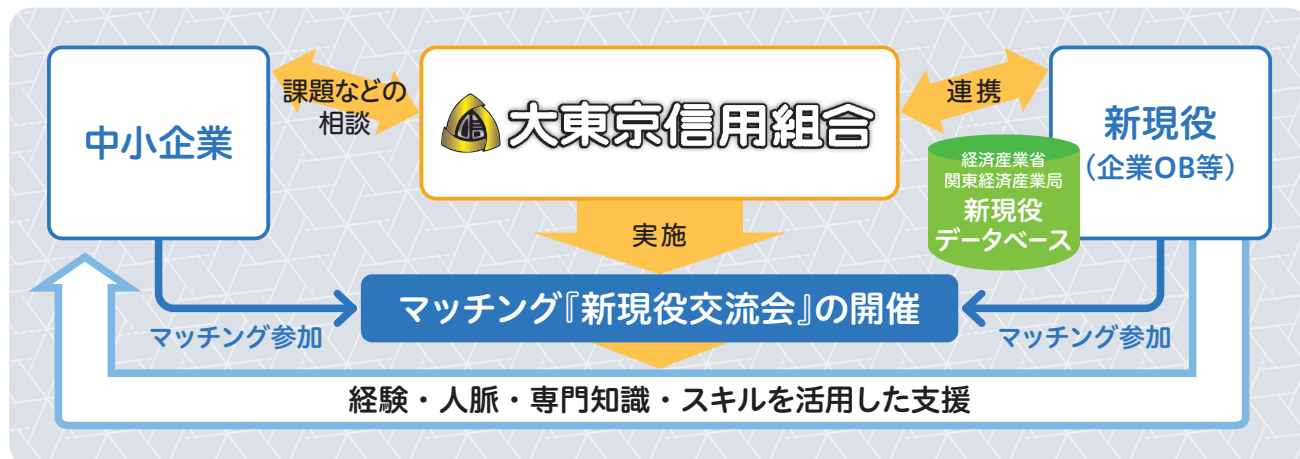 中小企業
課題などの
相談
大東京信用組合
連携
新現役
(企業OB等)
経済産業省
関東経済産業局
新現役
データベース
実施
マッチング『新現役交流会』の開催
マッチング参加
マッチング参加
経験・人脈・専門知識・スキルを活用した支援